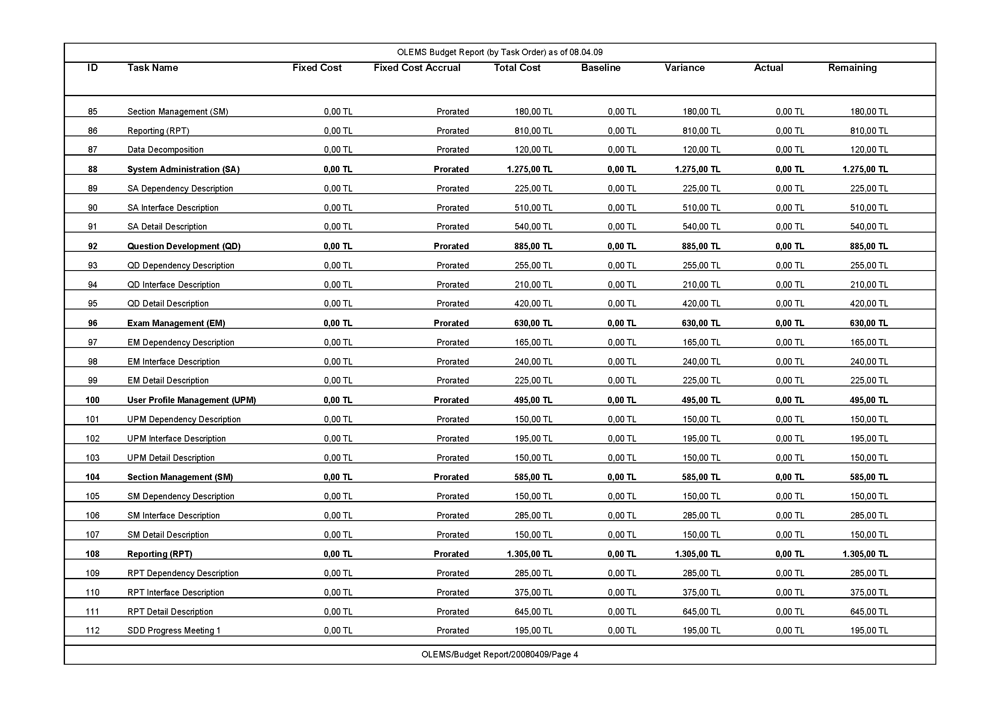 OLEMS Budget Report (by Task Order) as of 08.04.09
ID Task Name Fixed Cost Fixed Cost Accrual Total Cost Baseline Variance Actual Remaining
85 Section Management (SM) 0,00 TL Prorated 180,00 TL 0,00 TL 180,00 TL 0,00 TL 180,00 TL
86 Reporting (RPT) 0,00 TL Prorated 810,00 TL 0,00 TL 810,00 TL 0,00 TL 810,00 TL
87 Data Decomposition 0,00 TL Prorated 120,00 TL 0,00 TL 120,00 TL 0,00 TL 120,00 TL
88 System Administration (SA) 0,00 TL Prorated 1.275,00 TL 0,00 TL 1.275,00 TL 0,00 TL 1.275,00 TL
89 SA Dependency Description 0,00 TL Prorated 225,00 TL 0,00 TL 225,00 TL 0,00 TL 225,00 TL
90 SA Interface Description 0,00 TL Prorated 510,00 TL 0,00 TL 510,00 TL 0,00 TL 510,00 TL
91 SA Detail Description 0,00 TL Prorated 540,00 TL 0,00 TL 540,00 TL 0,00 TL 540,00 TL
92 Question Development (QD) 0,00 TL Prorated 885,00 TL 0,00 TL 885,00 TL 0,00 TL 885,00 TL
93 QD Dependency Description 0,00 TL Prorated 255,00 TL 0,00 TL 255,00 TL 0,00 TL 255,00 TL
94 QD Interface Description 0,00 TL Prorated 210,00 TL 0,00 TL 210,00 TL 0,00 TL 210,00 TL
95 QD Detail Description 0,00 TL Prorated 420,00 TL 0,00 TL 420,00 TL 0,00 TL 420,00 TL
96 Exam Management (EM) 0,00 TL Prorated 630,00 TL 0,00 TL 630,00 TL 0,00 TL 630,00 TL
97 EM Dependency Description 0,00 TL Prorated 165,00 TL 0,00 TL 165,00 TL 0,00 TL 165,00 TL
98 EM Interface Description 0,00 TL Prorated 240,00 TL 0,00 TL 240,00 TL 0,00 TL 240,00 TL
99 EM Detail Description 0,00 TL Prorated 225,00 TL 0,00 TL 225,00 TL 0,00 TL 225,00 TL
100 User Profile Management (UPM) 0,00 TL Prorated 495,00 TL 0,00 TL 495,00 TL 0,00 TL 495,00 TL
101 UPM Dependency Description 0,00 TL Prorated 150,00 TL 0,00 TL 150,00 TL 0,00 TL 150,00 TL
102 UPM Interface Description 0,00 TL Prorated 195,00 TL 0,00 TL 195,00 TL 0,00 TL 195,00 TL
103 UPM Detail Description 0,00 TL Prorated 150,00 TL 0,00 TL 150,00 TL 0,00 TL 150,00 TL
104 Section Management (SM) 0,00 TL Prorated 585,00 TL 0,00 TL 585,00 TL 0,00 TL 585,00 TL
105 SM Dependency Description 0,00 TL Prorated 150,00 TL 0,00 TL 150,00 TL 0,00 TL 150,00 TL
106 SM Interface Description 0,00 TL Prorated 285,00 TL 0,00 TL 285,00 TL 0,00 TL 285,00 TL
107 SM Detail Description 0,00 TL Prorated 150,00 TL 0,00 TL 150,00 TL 0,00 TL 150,00 TL
108 Reporting (RPT) 0,00 TL Prorated 1.305,00 TL 0,00 TL 1.305,00 TL 0,00 TL 1.305,00 TL
109 RPT Dependency Description 0,00 TL Prorated 285,00 TL 0,00 TL 285,00 TL 0,00 TL 285,00 TL
110 RPT Interface Description 0,00 TL Prorated 375,00 TL 0,00 TL 375,00 TL 0,00 TL 375,00 TL
111 RPT Detail Description 0,00 TL Prorated 645,00 TL 0,00 TL 645,00 TL 0,00 TL 645,00 TL
112 SDD Progress Meeting 1 0,00 TL Prorated 195,00 TL 0,00 TL 195,00 TL 0,00 TL 195,00 TL
OLEMS/Budget Report/20080409/Page 4